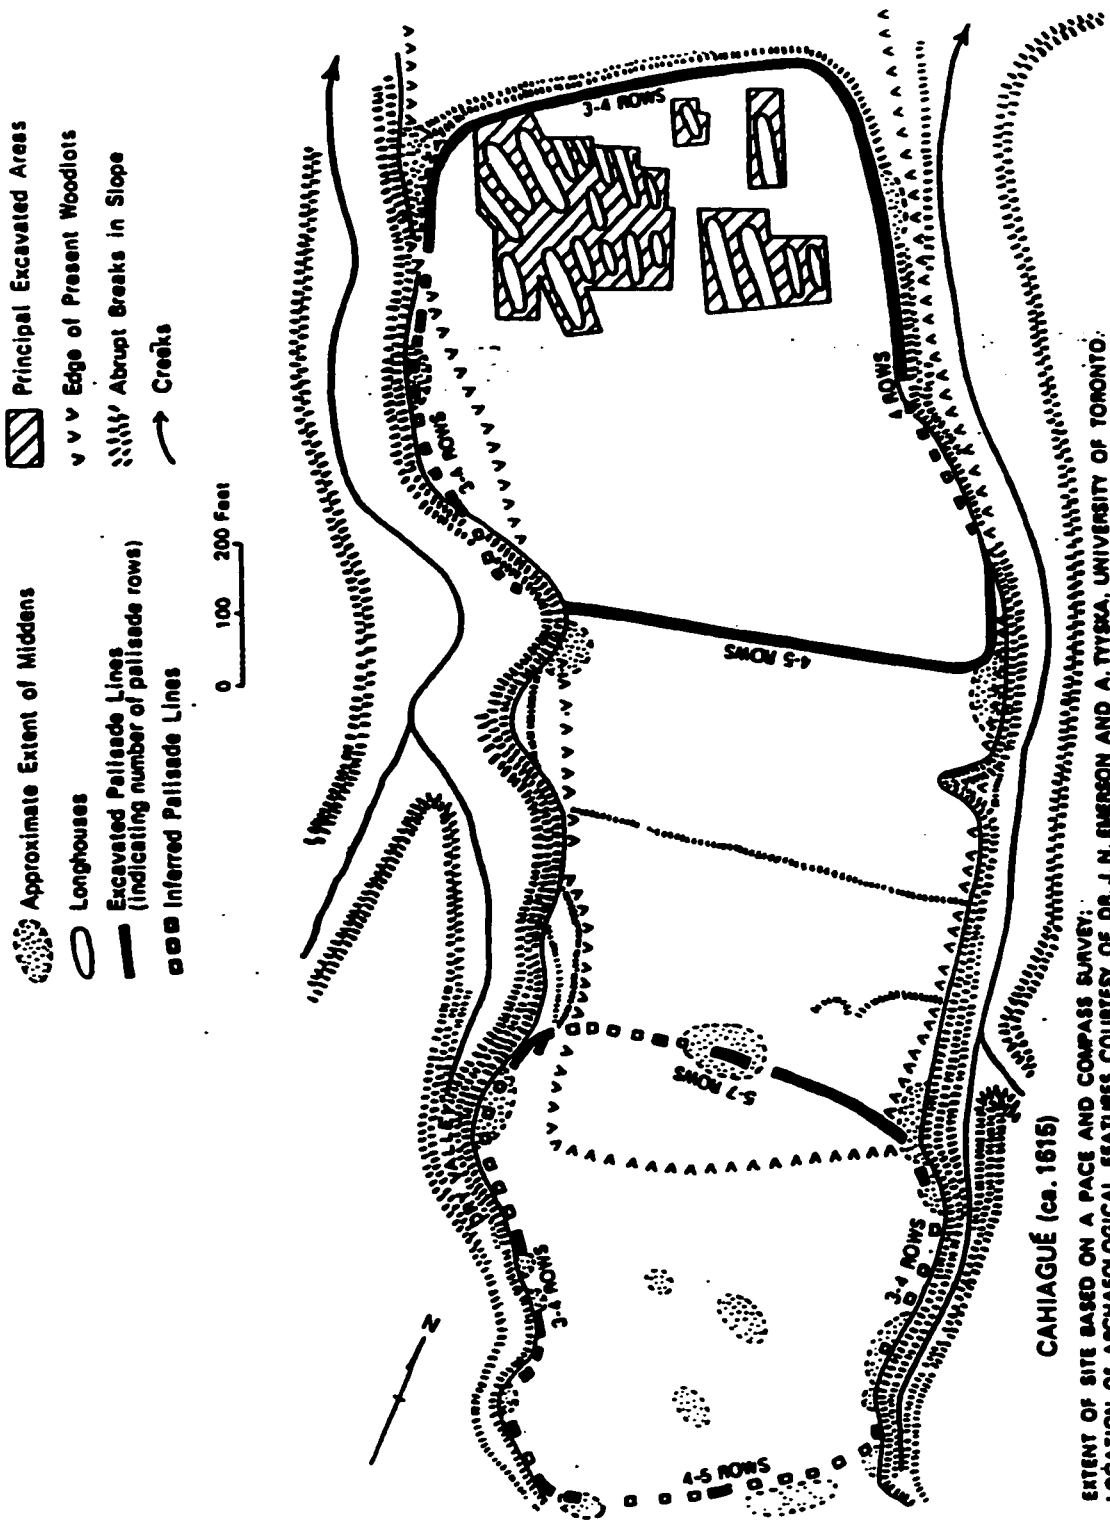 Approximate Extent of Middens
Longhouses
Excavated Palisade Lines
(indicating number of palisade rows)
Inferred Palisade Lines
Principal Excavated Areas
Edge of Present Woodlots
Abrupt Breaks in Slope
Creeks
0 100 200 Feet
N
DRY VALLEY
3-4 ROWS
3-4 ROWS
4 ROWS
4-5 ROWS
5-7 ROWS
3-4 ROWS
3-4 ROWS
4-5 ROWS
CAHIAGUÉ (ca. 1615)
EXTENT OF SITE BASED ON A PACE AND COMPASS SURVEY;
LOCATION OF ARCHAEOLOGICAL FEATURES COURTESY OF DR. J. N. EMERSON AND A. TYYSKA, UNIVERSITY OF TORONTO.